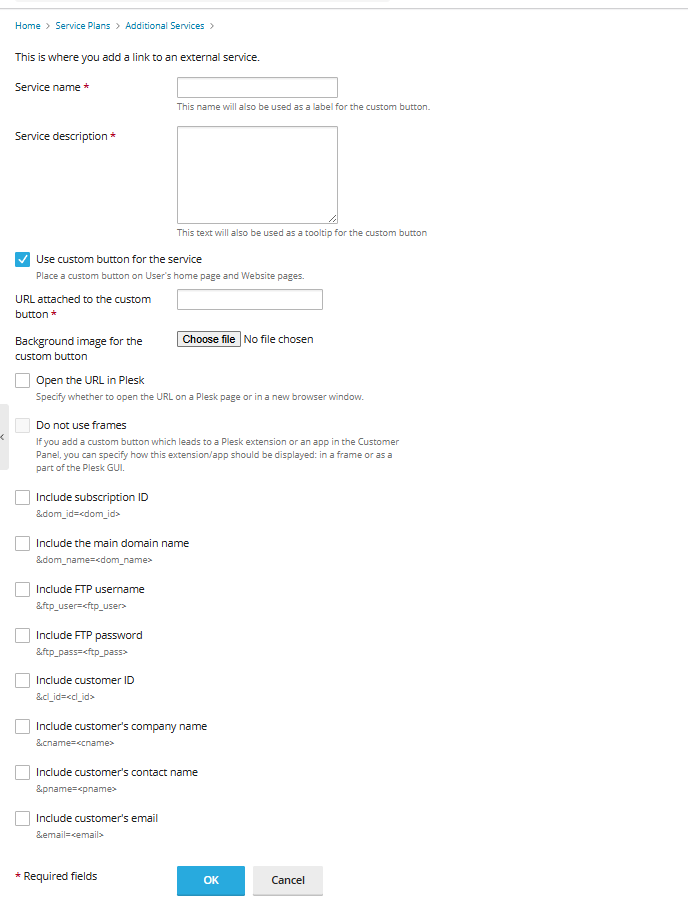 Home > Service Plans > Additional Services >
This is where you add a link to an external service.
Service name *
This name will also be used as a label for the custom button.
Service description *
This text will also be used as a tooltip for the custom button
Use custom button for the service
Place a custom button on User's home page and Website pages.
URL attached to the custom
button *
Background image for the
custom button
Choose file No file chosen
Open the URL in Plesk
Specify whether to open the URL on a Plesk page or in a new browser window.
Do not use frames
If you add a custom button which leads to a Plesk extension or an app in the Customer
Panel, you can specify how this extension/app should be displayed: in a frame or as a
part of the Plesk GUI.
Include subscription ID
&dom_id=<dom_id>
Include the main domain name
&dom_name=<dom_name>
Include FTP username
&ftp_user=<ftp_user>
Include FTP password
&ftp_pass=<ftp_pass>
Include customer ID
&cl_id=<cl_id>
Include customer's company name
&cname=<cname>
Include customer's contact name
&pname=<pname>
Include customer's email
&email=<email>
* Required fields
OK Cancel